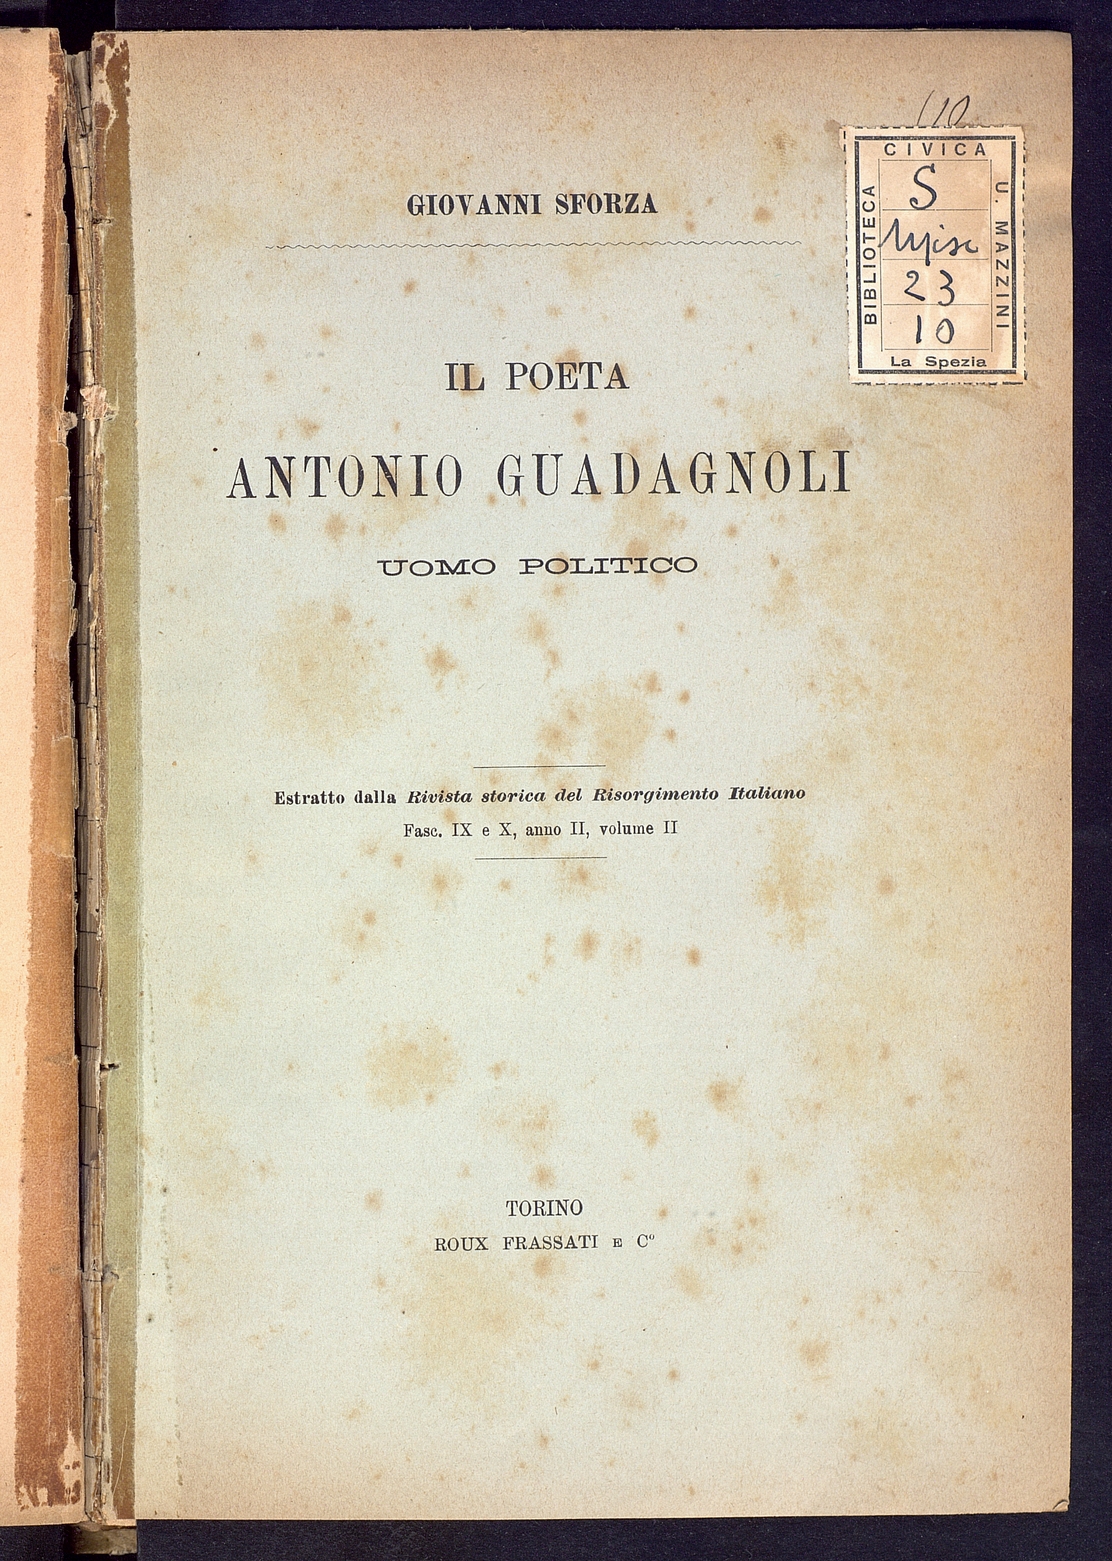 110
CIVICA
BIBLIOTECA
U. MAZZINI
S
Misc
23
10
La Spezia
GIOVANNI SFORZA
IL POETA
ANTONIO GUADAGNOLI
UOMO POLITICO
Estratto dalla Rivista storica del Risorgimento Italiano
Fasc. IX e X, anno II, volume II
TORINO
ROUX FRASSATI E Cº